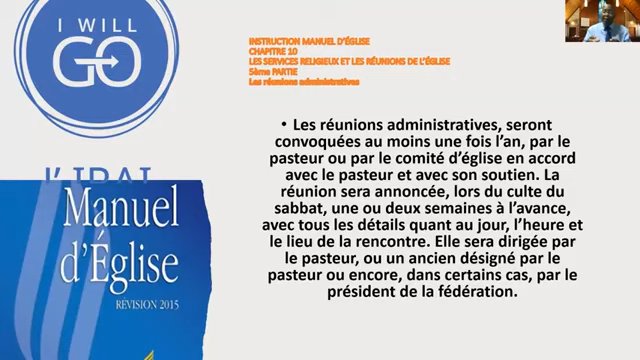 I WILL
GO
J'IRAI
Manuel
d'Église
RÉVISION 2015
INSTRUCTION MANUEL D'ÉGLISE
CHAPITRE 10
LES SERVICES RELIGIEUX ET LES RÉUNIONS DE L'ÉGLISE
5ème PARTIE
Les réunions administratives
• Les réunions administratives, seront
convoquées au moins une fois l'an, par le
pasteur ou par le comité d'église en accord
avec le pasteur et avec son soutien. La
réunion sera annoncée, lors du culte du
sabbat, une ou deux semaines à l'avance,
avec tous les détails quant au jour, l'heure et
le lieu de la rencontre. Elle sera dirigée par
le pasteur, ou un ancien désigné par le
pasteur ou encore, dans certains cas, par le
président de la fédération.